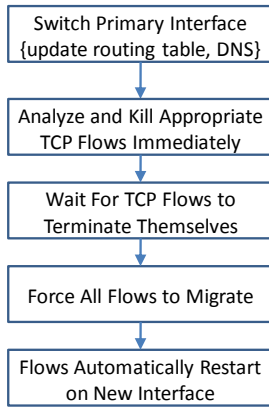 Switch Primary Interface
{update routing table, DNS}
Analyze and Kill Appropriate
TCP Flows Immediately
Wait For TCP Flows to
Terminate Themselves
Force All Flows to Migrate
Flows Automatically Restart
on New Interface